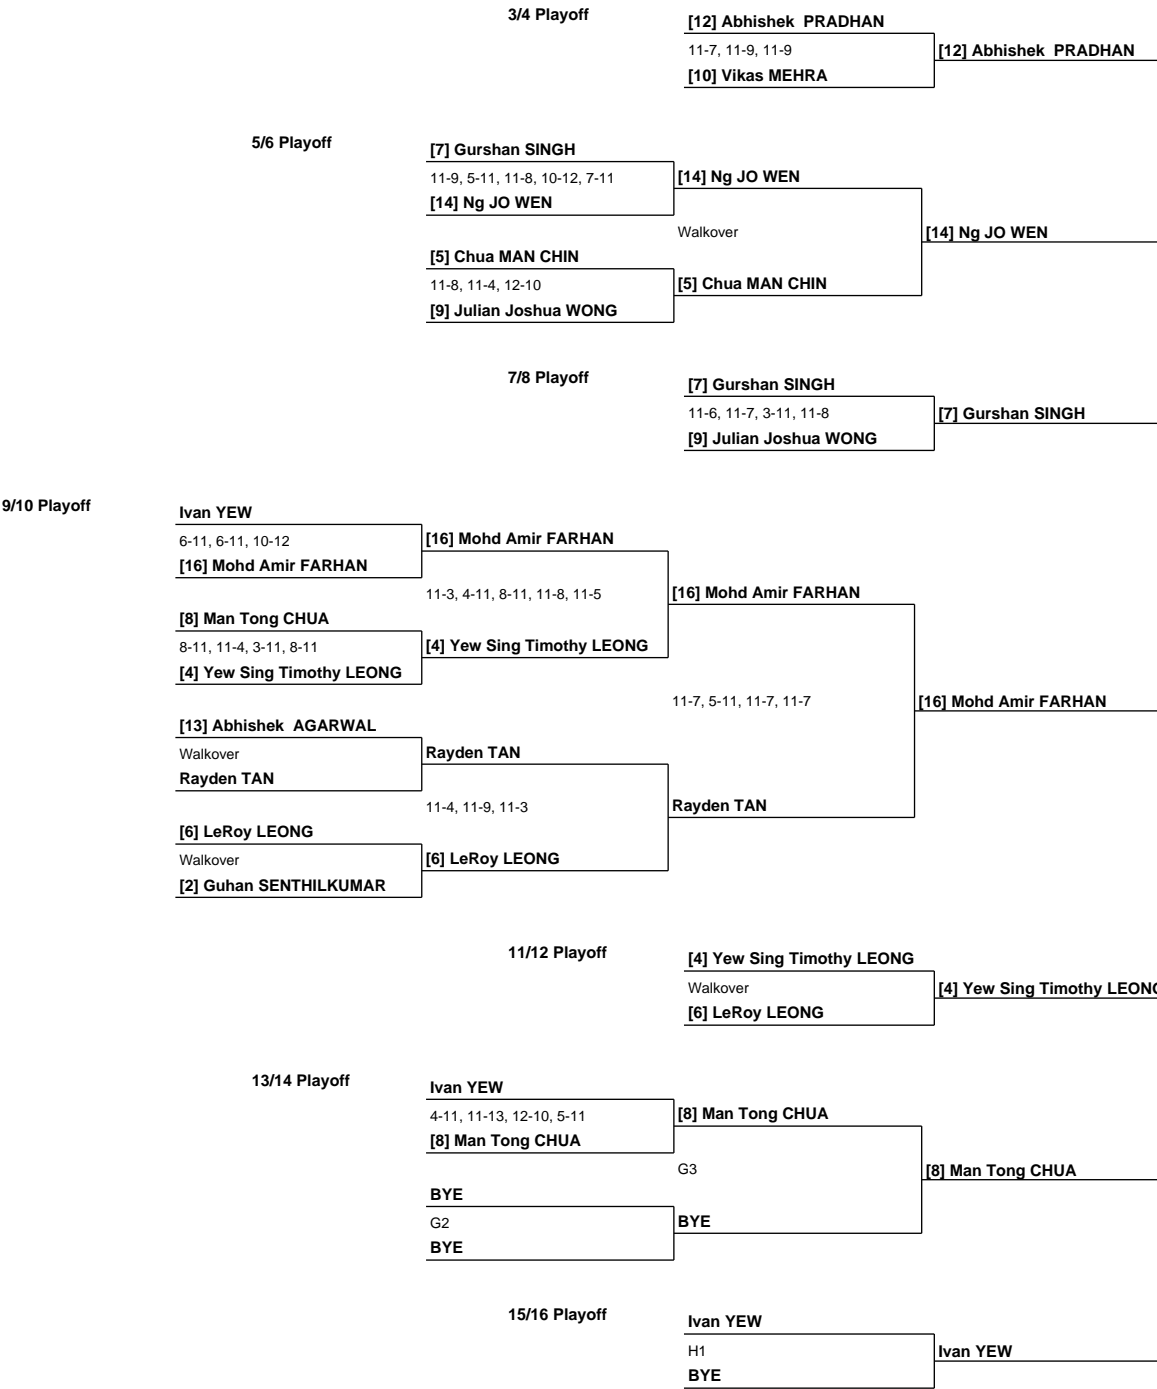 3/4 Playoff
[12] Abhishek  PRADHAN
11-7, 11-9, 11-9
[12] Abhishek  PRADHAN
[10] Vikas MEHRA
5/6 Playoff
[7] Gurshan SINGH
11-9, 5-11, 11-8, 10-12, 7-11
[14] Ng JO WEN
[14] Ng JO WEN
Walkover
[14] Ng JO WEN
[5] Chua MAN CHIN
11-8, 11-4, 12-10
[5] Chua MAN CHIN
[9] Julian Joshua WONG
7/8 Playoff
[7] Gurshan SINGH
11-6, 11-7, 3-11, 11-8
[7] Gurshan SINGH
[9] Julian Joshua WONG
9/10 Playoff
Ivan YEW
6-11, 6-11, 10-12
[16] Mohd Amir FARHAN
[16] Mohd Amir FARHAN
11-3, 4-11, 8-11, 11-8, 11-5
[16] Mohd Amir FARHAN
[8] Man Tong CHUA
8-11, 11-4, 3-11, 8-11
[4] Yew Sing Timothy LEONG
[4] Yew Sing Timothy LEONG
11-7, 5-11, 11-7, 11-7
[16] Mohd Amir FARHAN
[13] Abhishek  AGARWAL
Walkover
Rayden TAN
Rayden TAN
11-4, 11-9, 11-3
Rayden TAN
[6] LeRoy LEONG
Walkover
[6] LeRoy LEONG
[2] Guhan SENTHILKUMAR
11/12 Playoff
[4] Yew Sing Timothy LEONG
Walkover
[4] Yew Sing Timothy LEONG
[6] LeRoy LEONG
13/14 Playoff
Ivan YEW
4-11, 11-13, 12-10, 5-11
[8] Man Tong CHUA
[8] Man Tong CHUA
G3
[8] Man Tong CHUA
BYE
G2
BYE
BYE
15/16 Playoff
Ivan YEW
H1
Ivan YEW
BYE